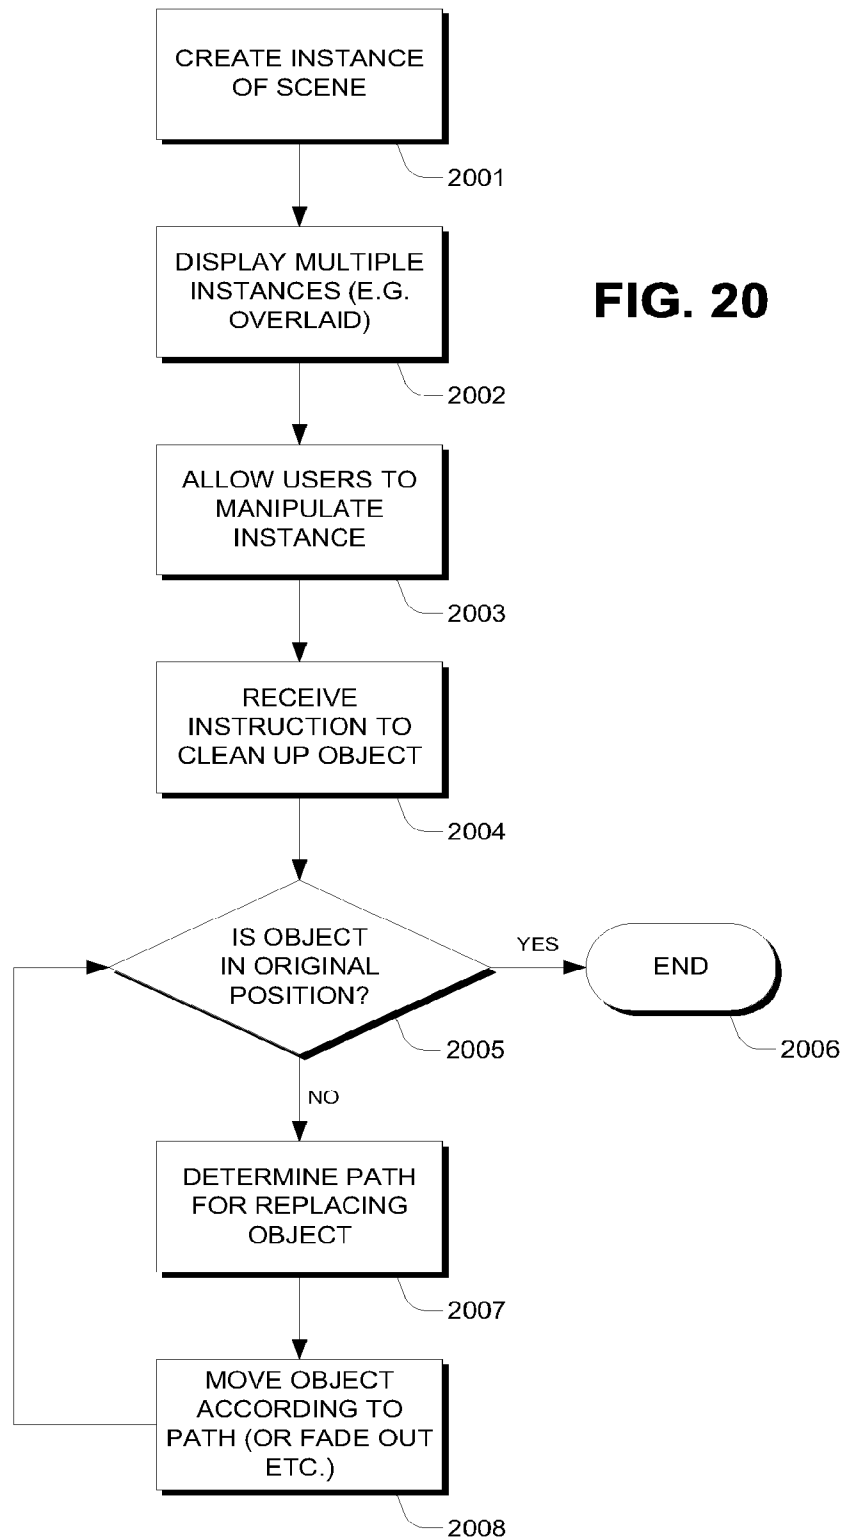 CREATE INSTANCE
OF SCENE
2001
DISPLAY MULTIPLE
INSTANCES (E.G.
OVERLAID)
FIG. 20
2002
ALLOW USERS TO
MANIPULATE
INSTANCE
2003
RECEIVE
INSTRUCTION TO
CLEAN UP OBJECT
2004
IS OBJECT
IN ORIGINAL
POSITION?
YES
END
2005
2006
NO
DETERMINE PATH
FOR REPLACING
OBJECT
2007
MOVE OBJECT
ACCORDING TO
PATH (OR FADE OUT
ETC.)
2008